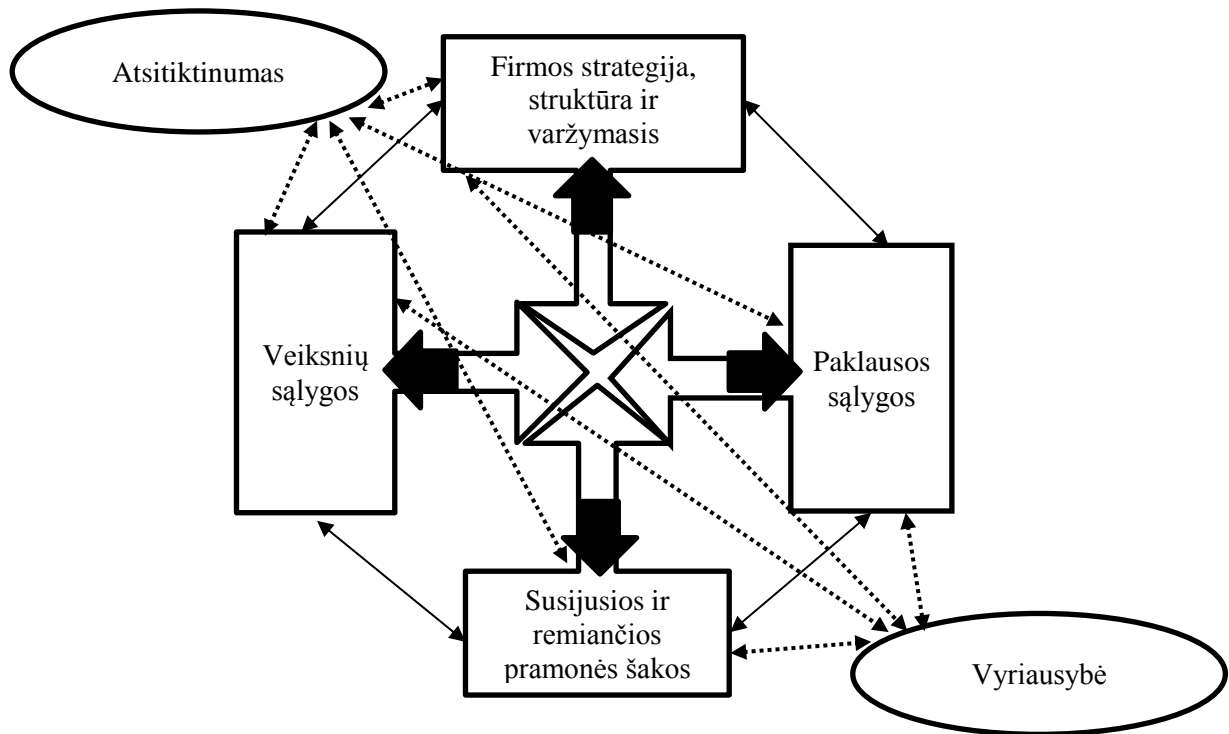 Atsitiktinumas
Firmos strategija,
struktūra ir
varžymasis
Veiksnių
sąlygos
Paklausos
sąlygos
Susijusios ir
remiančios
pramonės šakos
Vyriausybė